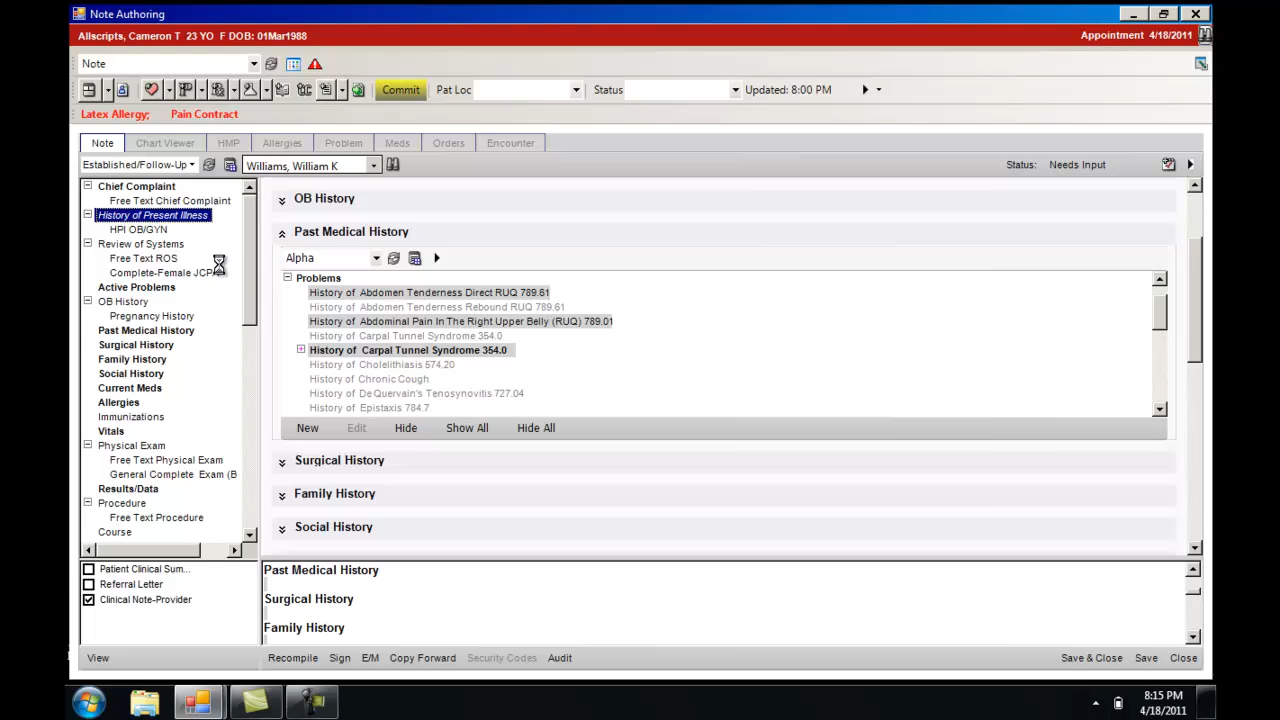 Note Authoring
Allscripts, Cameron T 23 YO F DOB: 01Mar1988
Appointment 4/18/2011
Note
Commit Pat Loc Status Updated: 8:00 PM
Latex Allergy; Pain Contract
Note Chart Viewer HMP Allergies Problem Meds Orders Encounter
Established/Follow-Up Williams, William K Status: Needs Input
Chief Complaint
Free Text Chief Complaint
History of Present Illness
HPI OB/GYN
Review of Systems
Free Text ROS
Complete-Female JCP
Active Problems
OB History
Pregnancy History
Past Medical History
Surgical History
Family History
Social History
Current Meds
Allergies
Immunizations
Vitals
Physical Exam
Free Text Physical Exam
General Complete Exam (B
Results/Data
Procedure
Free Text Procedure
Course
OB History
Past Medical History
Alpha
Problems
History of Abdomen Tenderness Direct RUQ 789.61
History of Abdomen Tenderness Rebound RUQ 789.61
History of Abdominal Pain In The Right Upper Belly (RUQ) 789.01
History of Carpal Tunnel Syndrome 354.0
History of Carpal Tunnel Syndrome 354.0
History of Cholelithiasis 574.20
History of Chronic Cough
History of DeQuervain's Tenosynovitis 727.04
History of Epistaxis 784.7
New Edit Hide Show All Hide All
Surgical History
Family History
Social History
Patient Clinical Sum...
Referral Letter
Clinical Note-Provider
Past Medical History
Surgical History
Family History
View Recompile Sign E/M Copy Forward Security Codes Audit Save & Close Save Close
8:15 PM
4/18/2011